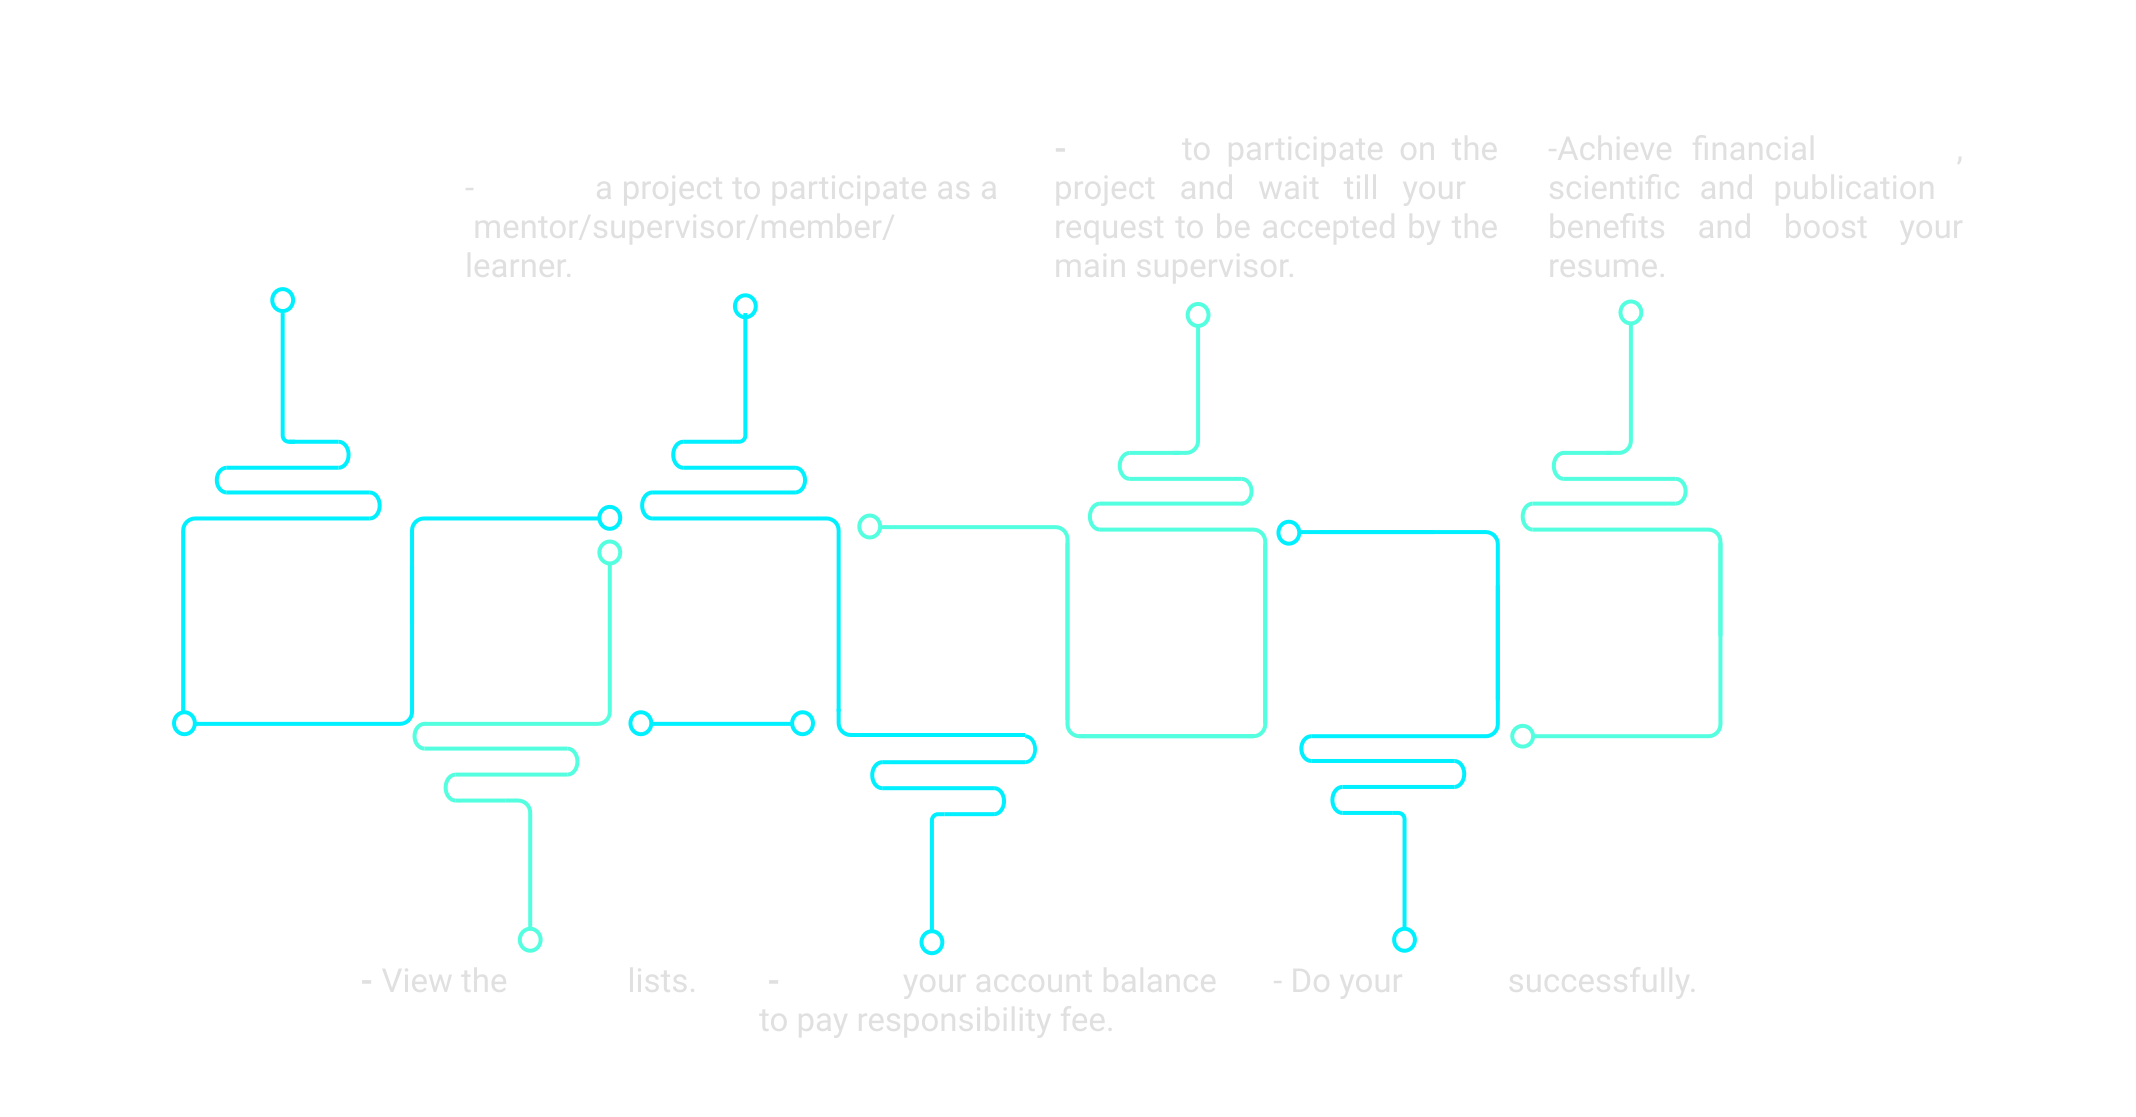 - a project to participate as a
mentor/supervisor/member/
learner.
- to participate on the
project and wait till your
request to be accepted by the
main supervisor.
-Achieve financial ,
scientific and publication
benefits and boost your
resume.
- View the lists.
- your account balance
to pay responsibility fee.
- Do your successfully.